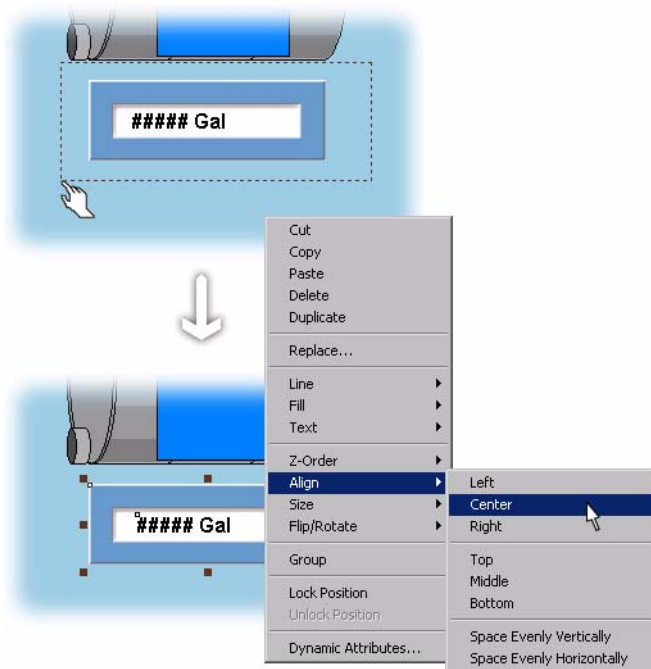 ##### Gal
Cut
Copy
Paste
Delete
Duplicate
Replace...
Line
Fill
Text
Z-Order
Align
Size
Flip/Rotate
Group
Lock Position
Unlock Position
Dynamic Attributes...
##### Gal
Left
Center
Right
Top
Middle
Bottom
Space Evenly Vertically
Space Evenly Horizontally